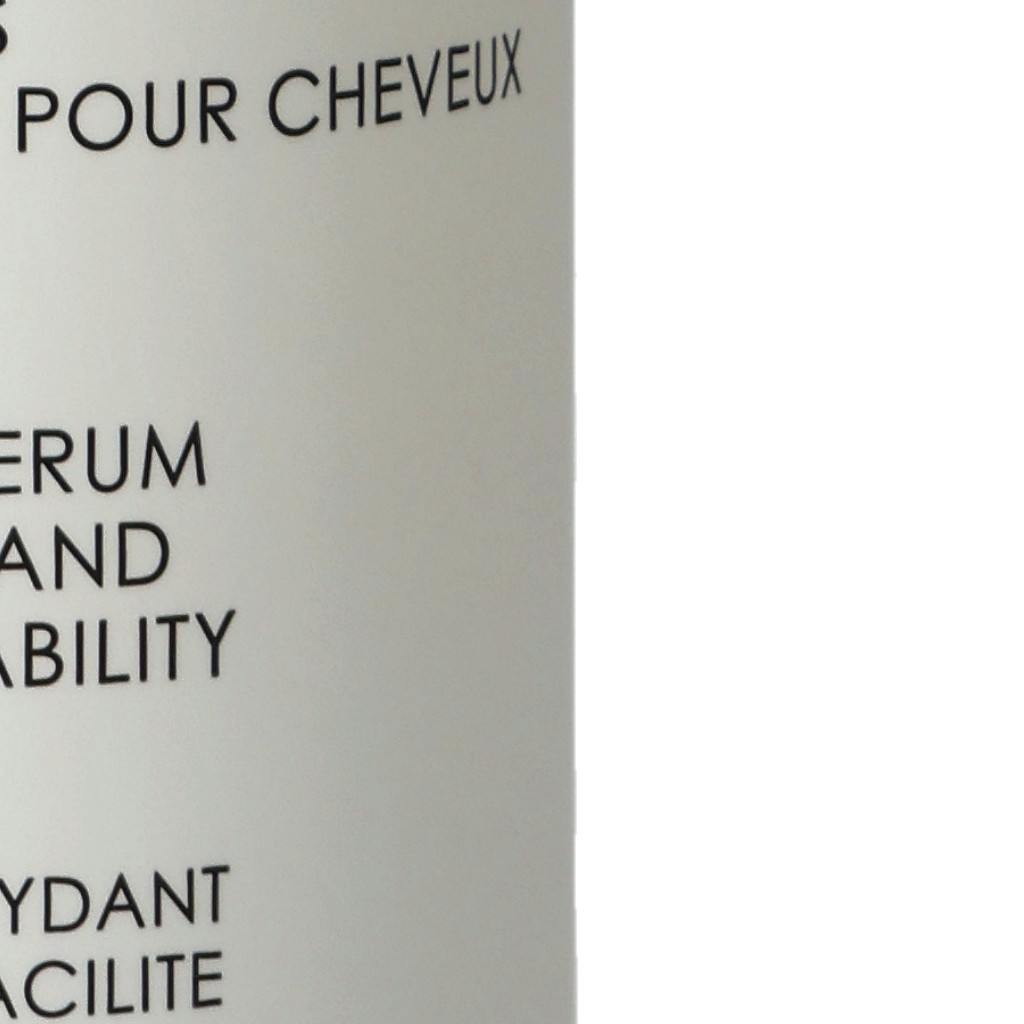 POUR CHEVEUX
ERUM
AND
ABILITY
YDANT
ACILITE